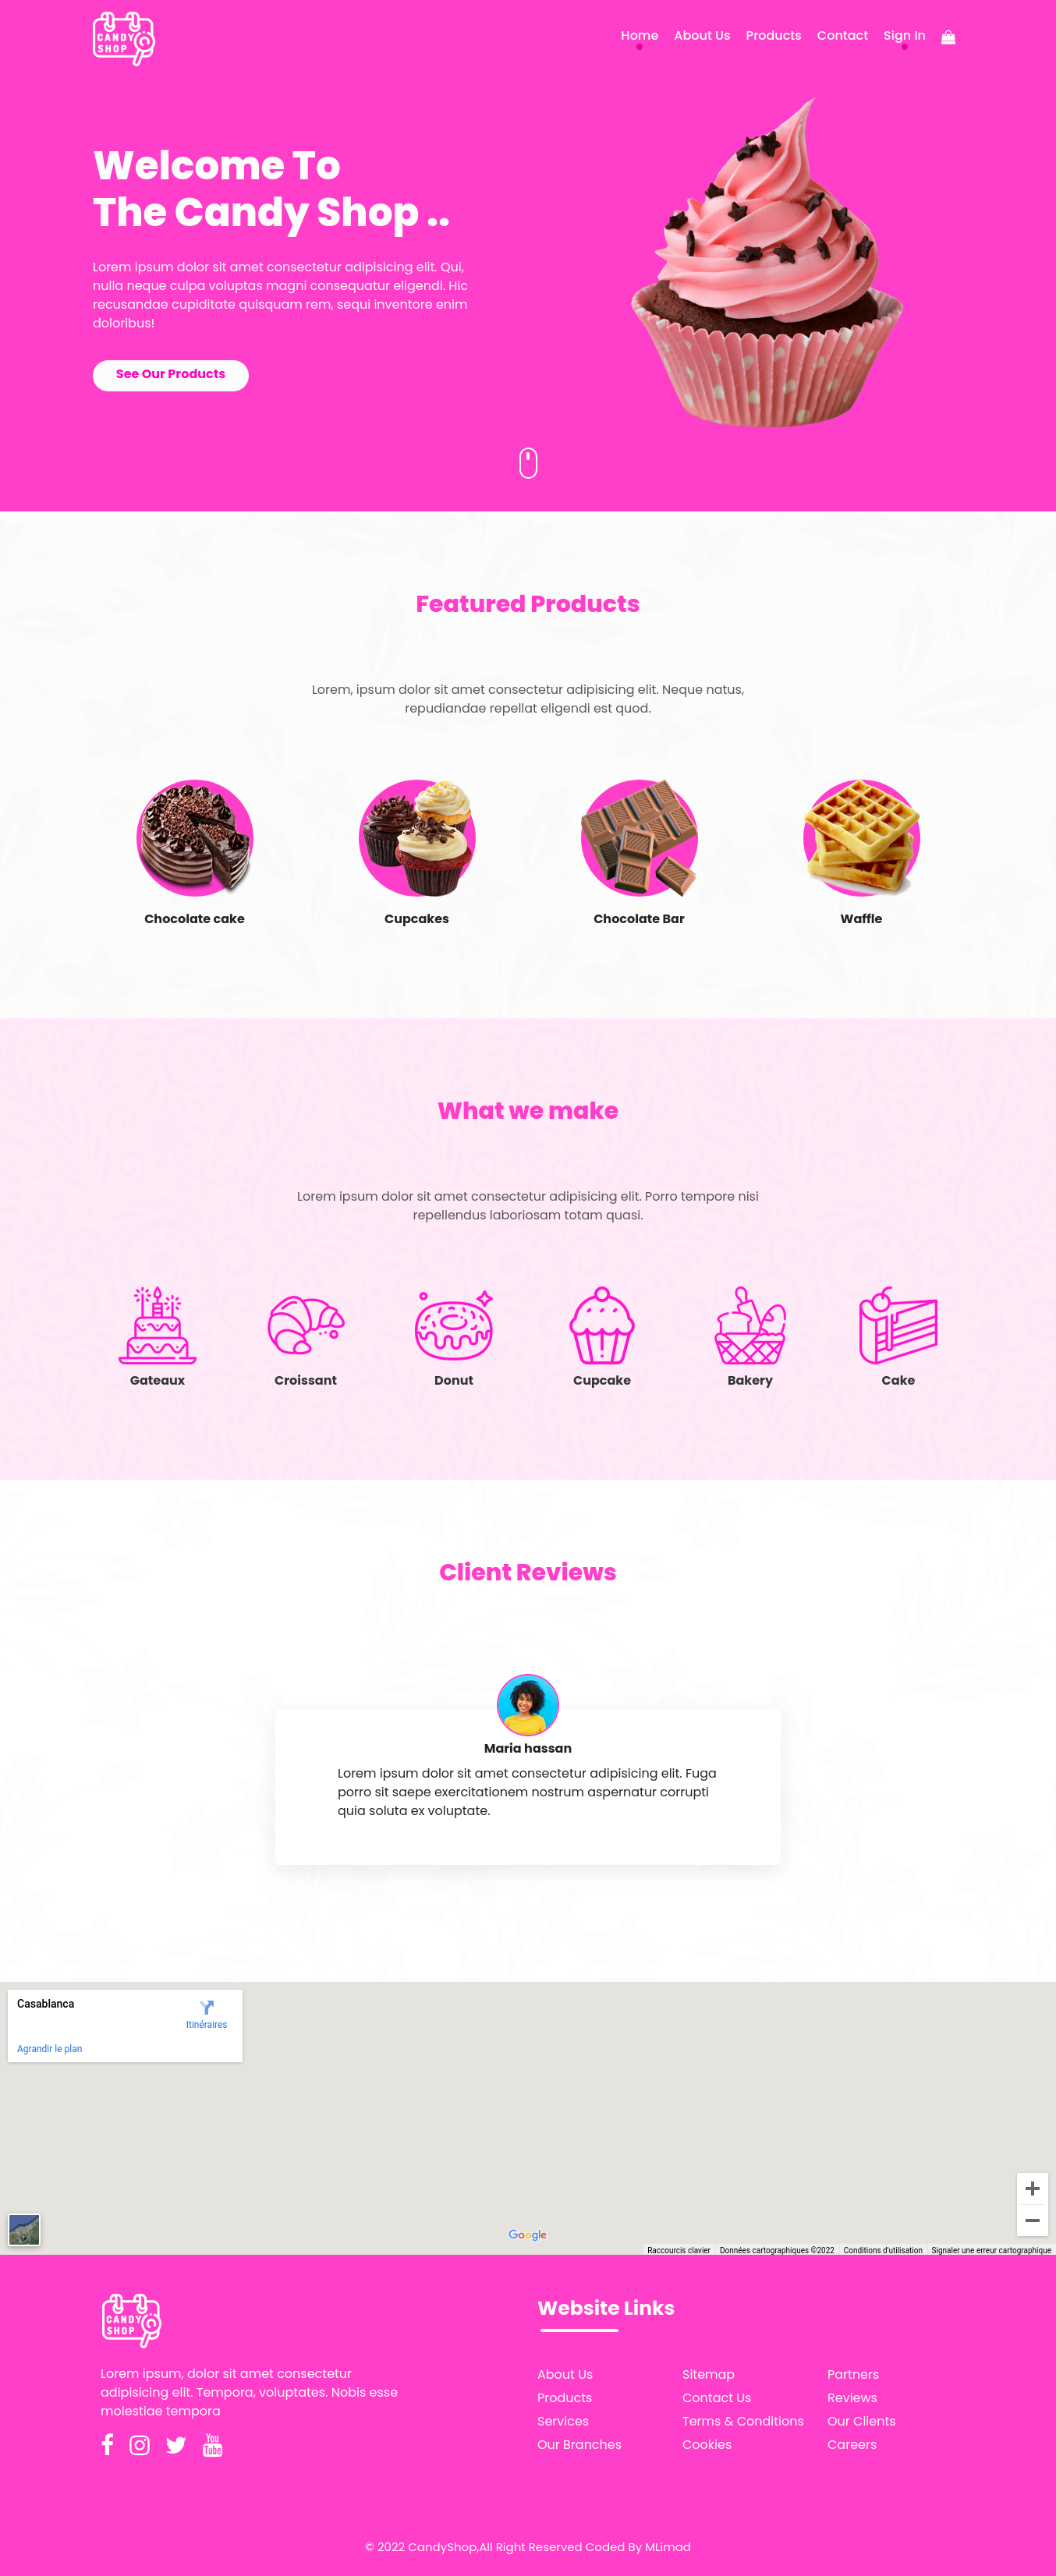 CANDY
SHOP
Home
About Us
Products
Contact
Sign In
Welcome To
The Candy Shop ..
Lorem ipsum dolor sit amet consectetur adipisicing elit. Qui,
nulla neque culpa voluptas magni consequatur eligendi. Hic
recusandae cupiditate quisquam rem, sequi inventore enim
doloribus!
See Our Products
Featured Products
Lorem, ipsum dolor sit amet consectetur adipisicing elit. Neque natus,
repudiandae repellat eligendi est quod.
Chocolate cake
Cupcakes
Chocolate Bar
Waffle
What we make
Lorem ipsum dolor sit amet consectetur adipisicing elit. Porro tempore nisi
repellendus laboriosam totam quasi.
Gateaux
Croissant
Donut
Cupcake
Bakery
Cake
Client Reviews
Maria hassan
Lorem ipsum dolor sit amet consectetur adipisicing elit. Fuga
porro sit saepe exercitationem nostrum aspernatur corrupti
quia soluta ex voluptate.
Casablanca
Itinéraires
Agrandir le plan
Google
Raccourcis clavier
Données cartographiques ©2022
Conditions d'utilisation
Signaler une erreur cartographique
CANDY
SHOP
Lorem ipsum, dolor sit amet consectetur
adipisicing elit. Tempora, voluptates. Nobis esse
molestiae tempora
You
Tube
Website Links
About Us
Products
Services
Our Branches
Sitemap
Contact Us
Terms & Conditions
Cookies
Partners
Reviews
Our Clients
Careers
© 2022 CandyShop,All Right Reserved Coded By MLimad